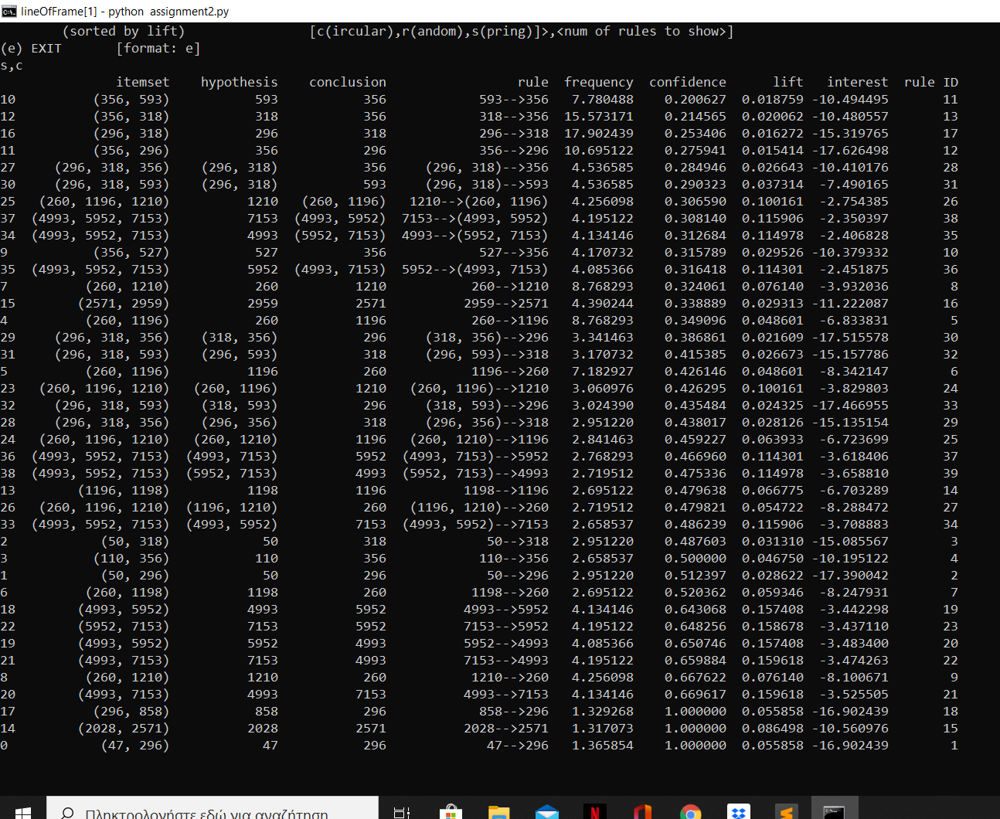 lineOfFrame[1] - python  assignment2.py
(sorted by lift) [c(ircular),r(andom),s(pring)]>,<num of rules to show>]
(e) EXIT [format: e]
s,c
itemset hypothesis conclusion rule frequency confidence lift interest rule ID
10 (356, 593) 593 356 593-->356 7.780488 0.200627 0.018759 -10.494495 11
12 (356, 318) 318 356 318-->356 15.573171 0.214565 0.020062 -10.480557 13
16 (296, 318) 296 318 296-->318 17.902439 0.253406 0.016272 -15.319765 17
11 (356, 296) 356 296 356-->296 10.695122 0.275941 0.015414 -17.626498 12
27 (296, 318, 356) (296, 318) 356 (296, 318)-->356 4.536585 0.284946 0.026643 -10.410176 28
30 (296, 318, 593) (296, 318) 593 (296, 318)-->593 4.536585 0.290323 0.037314 -7.490165 31
25 (260, 1196, 1210) 1210 (260, 1196) 1210-->(260, 1196) 4.256098 0.306590 0.100161 -2.754385 26
37 (4993, 5952, 7153) 7153 (4993, 5952) 7153-->(4993, 5952) 4.195122 0.308140 0.115906 -2.350397 38
34 (4993, 5952, 7153) 4993 (5952, 7153) 4993-->(5952, 7153) 4.134146 0.312684 0.114978 -2.406828 35
9 (356, 527) 527 356 527-->356 4.170732 0.315789 0.029526 -10.379332 10
35 (4993, 5952, 7153) 5952 (4993, 7153) 5952-->(4993, 7153) 4.085366 0.316418 0.114301 -2.451875 36
7 (260, 1210) 260 1210 260-->1210 8.768293 0.324061 0.076140 -3.932036 8
15 (2571, 2959) 2959 2571 2959-->2571 4.390244 0.338889 0.029313 -11.222087 16
4 (260, 1196) 260 1196 260-->1196 8.768293 0.349096 0.048601 -6.833831 5
29 (296, 318, 356) (318, 356) 296 (318, 356)-->296 3.341463 0.386861 0.021609 -17.515578 30
31 (296, 318, 593) (296, 593) 318 (296, 593)-->318 3.170732 0.415385 0.026673 -15.157786 32
5 (260, 1196) 1196 260 1196-->260 7.182927 0.426146 0.048601 -8.342147 6
23 (260, 1196, 1210) (260, 1196) 1210 (260, 1196)-->1210 3.060976 0.426295 0.100161 -3.829803 24
32 (296, 318, 593) (318, 593) 296 (318, 593)-->296 3.024390 0.435484 0.024325 -17.466955 33
28 (296, 318, 356) (296, 356) 318 (296, 356)-->318 2.951220 0.438017 0.028126 -15.135154 29
24 (260, 1196, 1210) (260, 1210) 1196 (260, 1210)-->1196 2.841463 0.459227 0.063933 -6.723699 25
36 (4993, 5952, 7153) (4993, 7153) 5952 (4993, 7153)-->5952 2.768293 0.466960 0.114301 -3.618406 37
38 (4993, 5952, 7153) (5952, 7153) 4993 (5952, 7153)-->4993 2.719512 0.475336 0.114978 -3.658810 39
13 (1196, 1198) 1198 1196 1198-->1196 2.695122 0.479638 0.066775 -6.703289 14
26 (260, 1196, 1210) (1196, 1210) 260 (1196, 1210)-->260 2.719512 0.479821 0.054722 -8.288472 27
33 (4993, 5952, 7153) (4993, 5952) 7153 (4993, 5952)-->7153 2.658537 0.486239 0.115906 -3.708883 34
2 (50, 318) 50 318 50-->318 2.951220 0.487603 0.031310 -15.085567 3
3 (110, 356) 110 356 110-->356 2.658537 0.500000 0.046750 -10.195122 4
1 (50, 296) 50 296 50-->296 2.951220 0.512397 0.028622 -17.390042 2
6 (260, 1198) 1198 260 1198-->260 2.695122 0.520362 0.059346 -8.247931 7
18 (4993, 5952) 4993 5952 4993-->5952 4.134146 0.643068 0.157408 -3.442298 19
22 (5952, 7153) 7153 5952 7153-->5952 4.195122 0.648256 0.158678 -3.437110 23
19 (4993, 5952) 5952 4993 5952-->4993 4.085366 0.650746 0.157408 -3.483400 20
21 (4993, 7153) 7153 4993 7153-->4993 4.195122 0.659884 0.159618 -3.474263 22
8 (260, 1210) 1210 260 1210-->260 4.256098 0.667622 0.076140 -8.100671 9
20 (4993, 7153) 4993 7153 4993-->7153 4.134146 0.669617 0.159618 -3.525505 21
17 (296, 858) 858 296 858-->296 1.329268 1.000000 0.055858 -16.902439 18
14 (2028, 2571) 2028 2571 2028-->2571 1.317073 1.000000 0.086498 -10.560976 15
0 (47, 296) 47 296 47-->296 1.365854 1.000000 0.055858 -16.902439 1
Πληκτρολογήστε εδώ για αναζήτηση